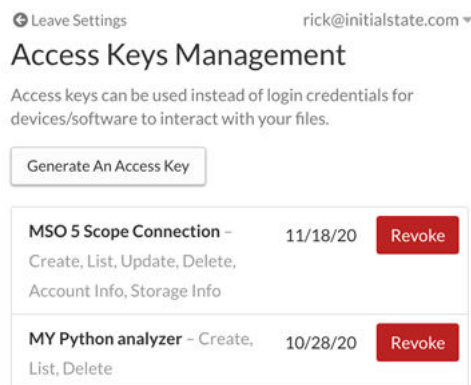 Leave Settings rick@initialstate.com
Access Keys Management
Access keys can be used instead of login credentials for
devices/software to interact with your files.
Generate An Access Key
MSO 5 Scope Connection – 11/18/20 Revoke
Create, List, Update, Delete,
Account Info, Storage Info
MY Python analyzer – Create, 10/28/20 Revoke
List, Delete